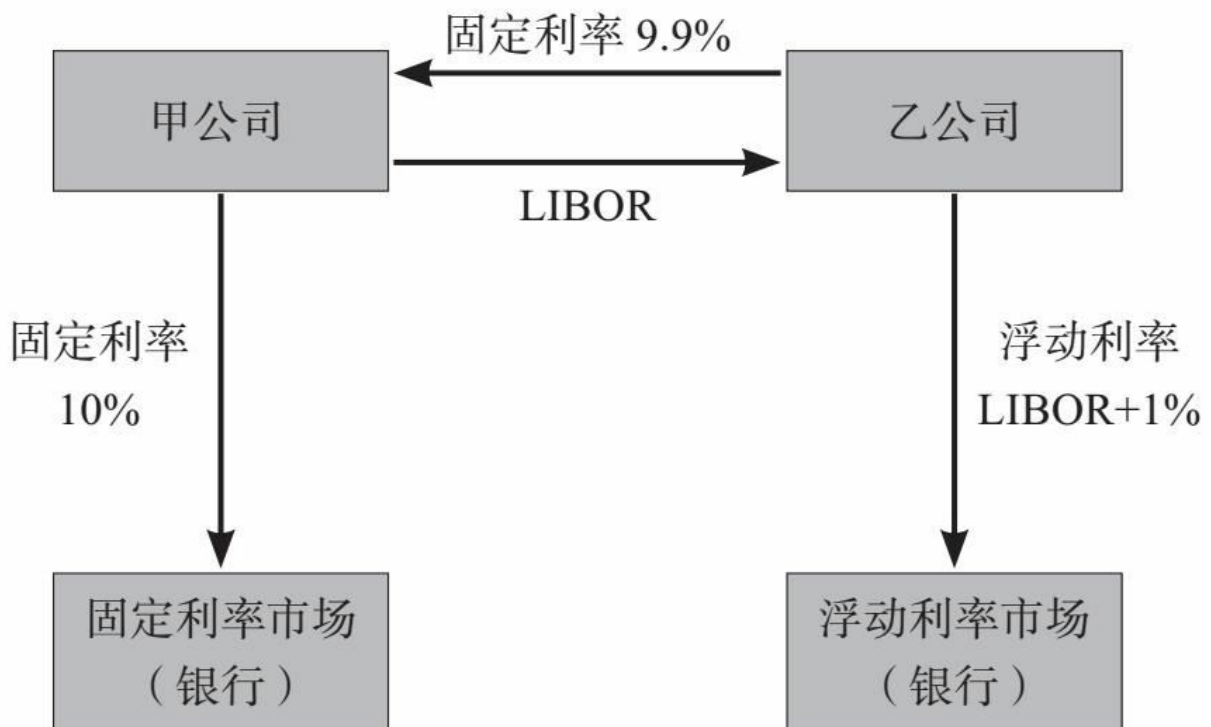 固定利率 9.9%
甲公司
乙公司
LIBOR
固定利率
10%
浮动利率
LIBOR+1%
固定利率市场
（银行）
浮动利率市场
（银行）